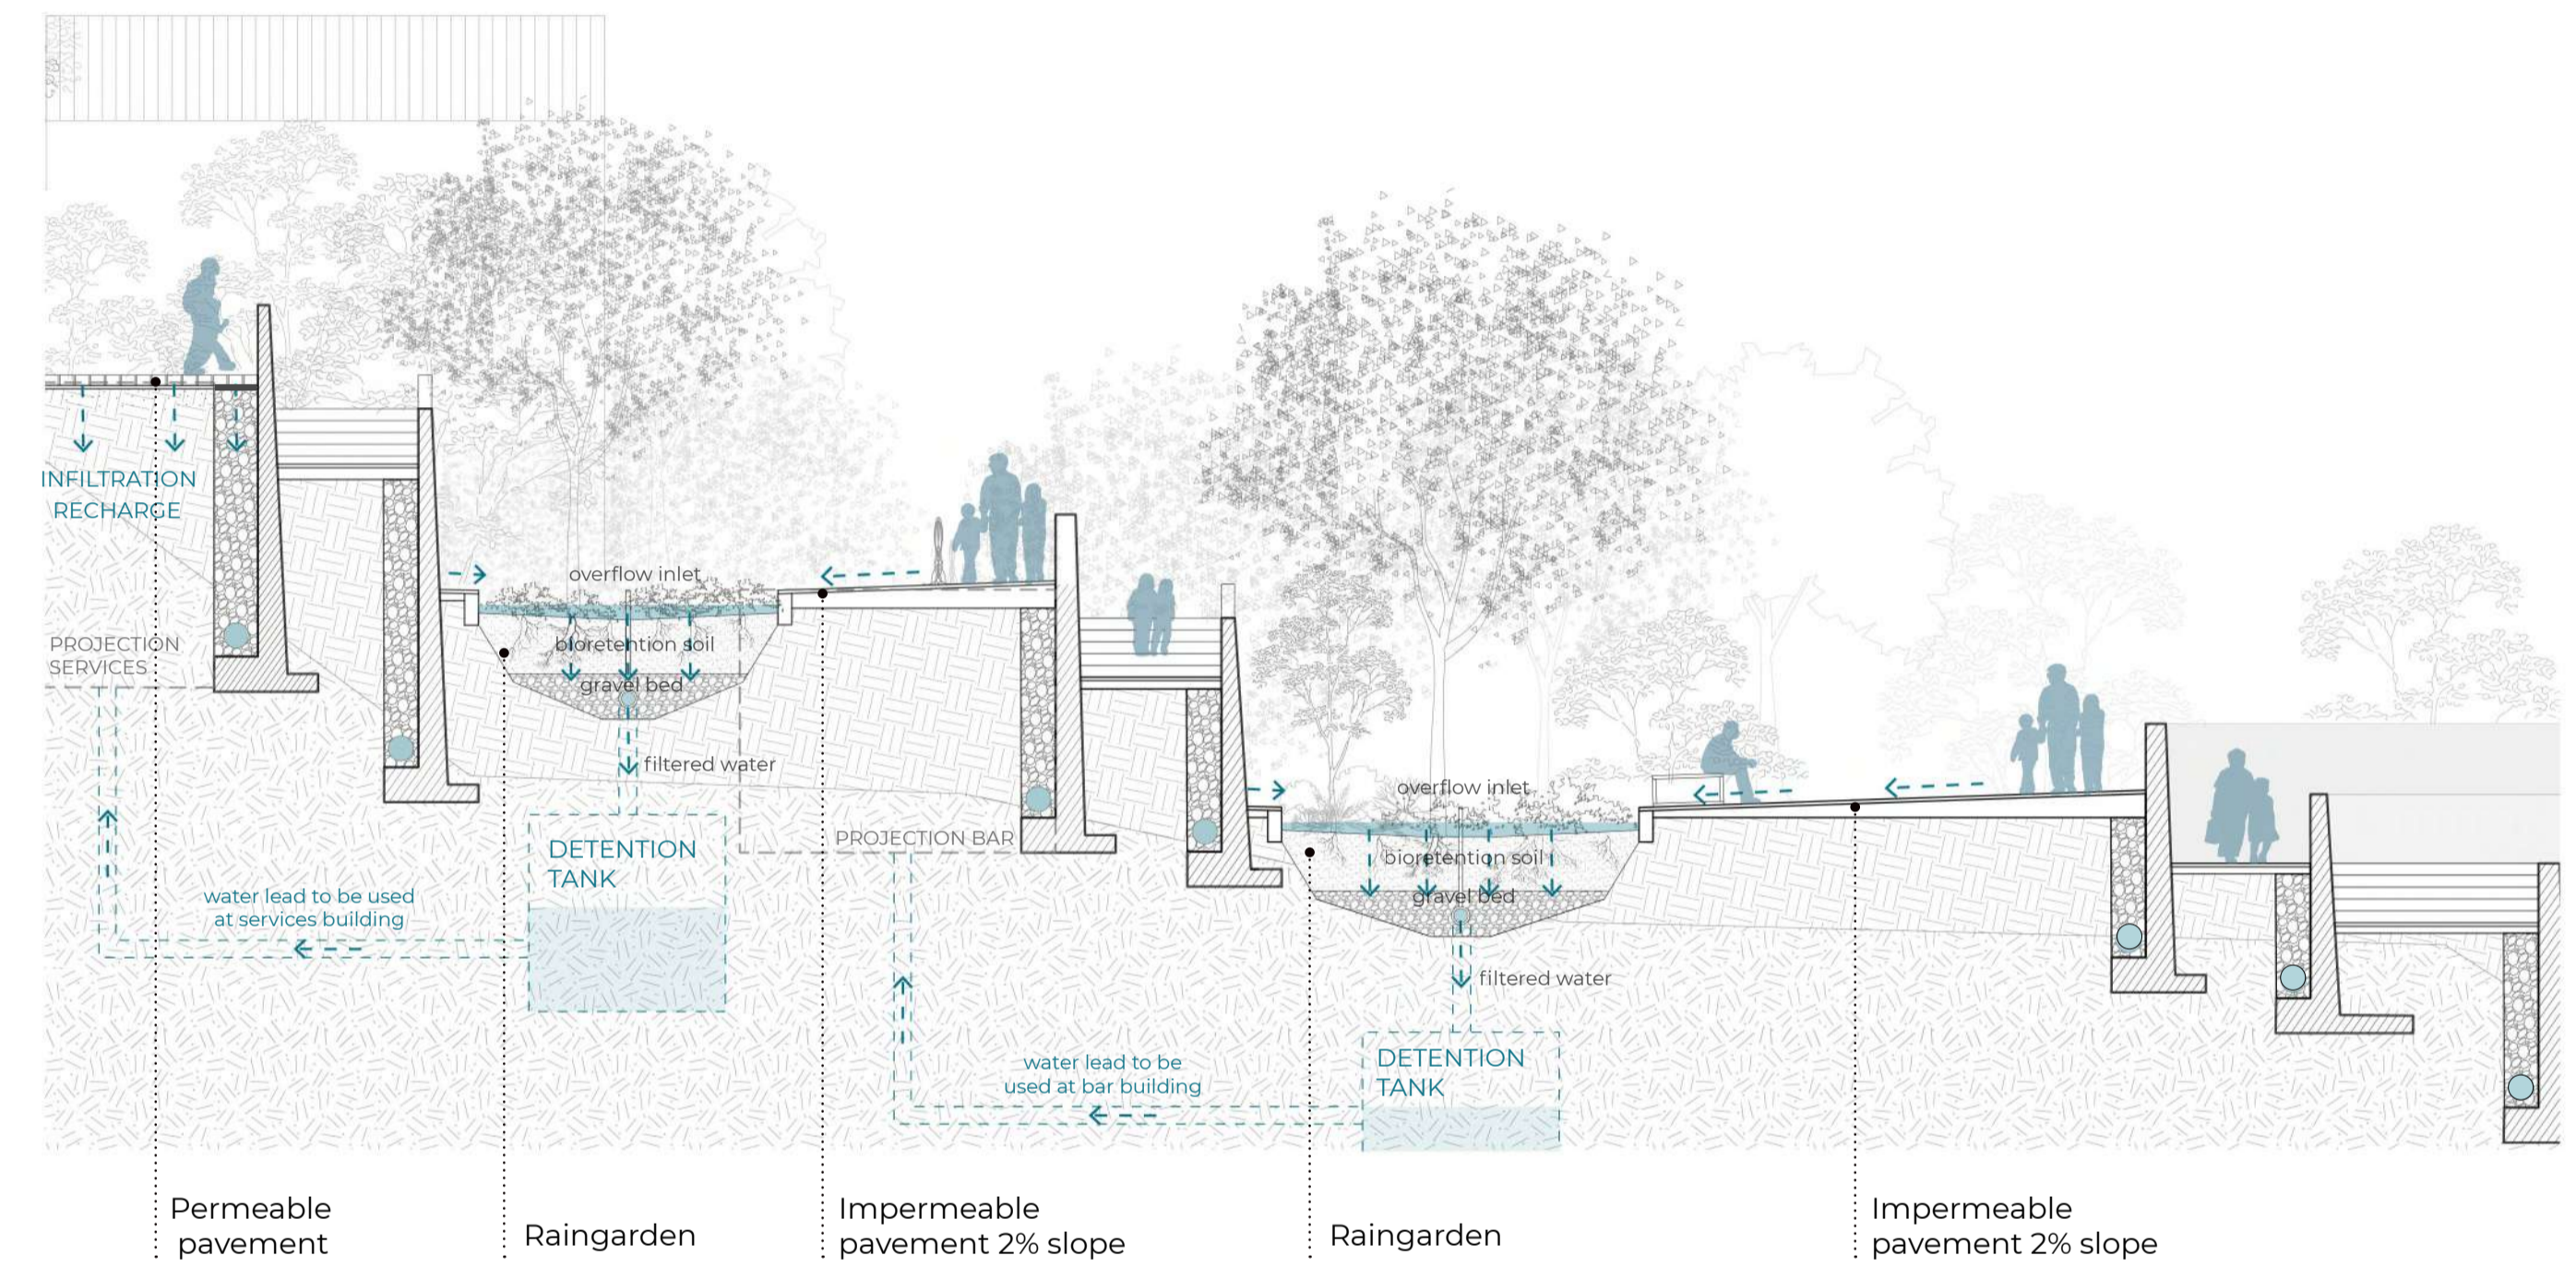 INFILTRATION
RECHARGE
PROJECTION
SERVICES
water lead to be used
at services building
overflow inlet
bioretention soil
gravel bed
filtered water
DETENTION
TANK
PROJECTION BAR
water lead to be
used at bar building
overflow inlet
bioretention soil
gravel bed
filtered water
DETENTION
TANK
Permeable
pavement
Raingarden
Impermeable
pavement 2% slope
Raingarden
Impermeable
pavement 2% slope